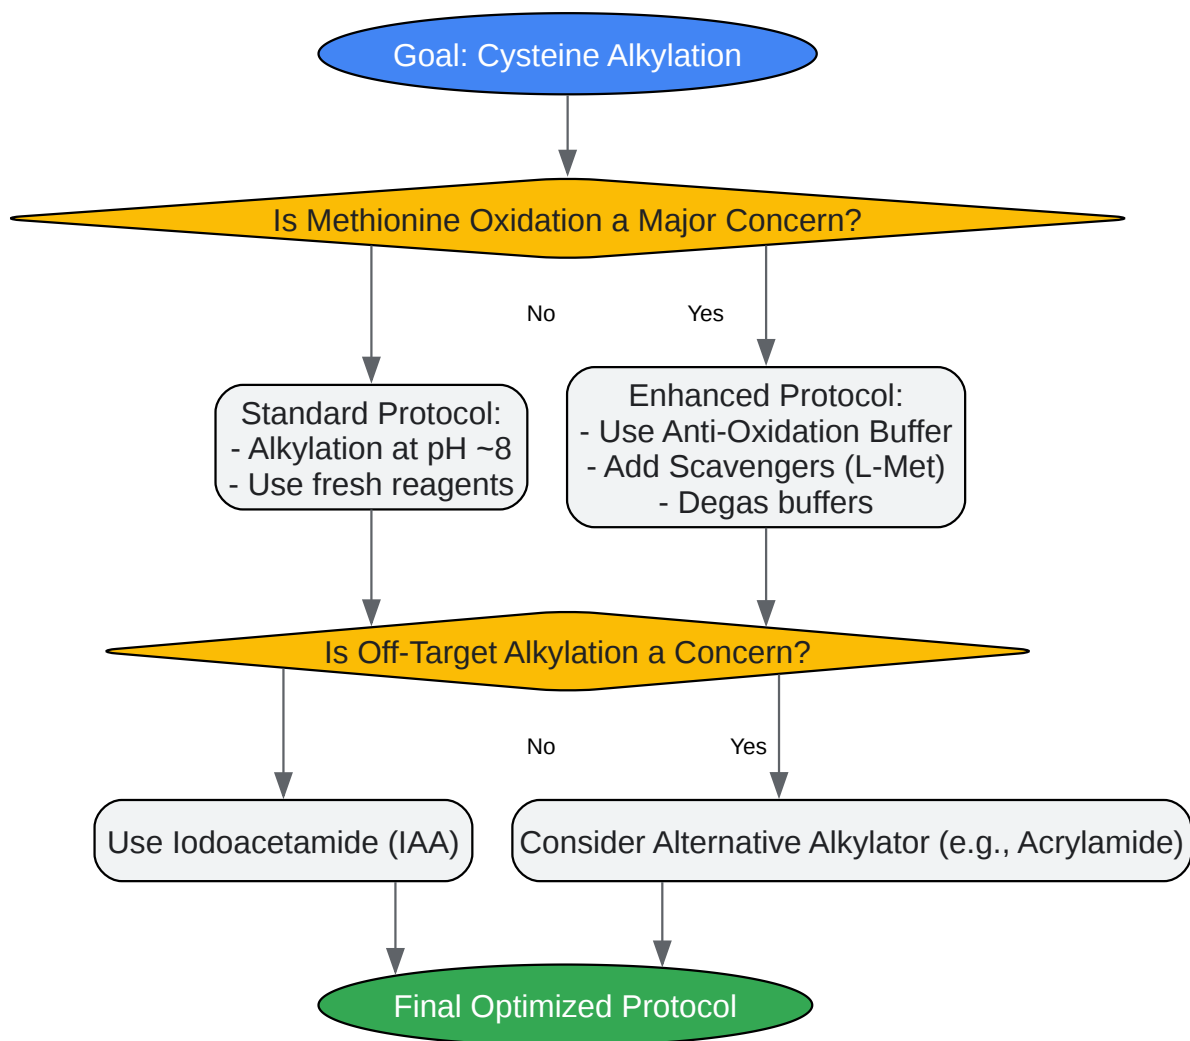 Goal: Cysteine Alkylation
Is Methionine Oxidation a Major Concern?
No
Yes
Standard Protocol:
- Alkylation at pH ~8
- Use fresh reagents
Enhanced Protocol:
- Use Anti-Oxidation Buffer
- Add Scavengers (L-Met)
- Degas buffers
Is Off-Target Alkylation a Concern?
No
Yes
Use Iodoacetamide (IAA)
Consider Alternative Alkylator (e.g., Acrylamide)
Final Optimized Protocol